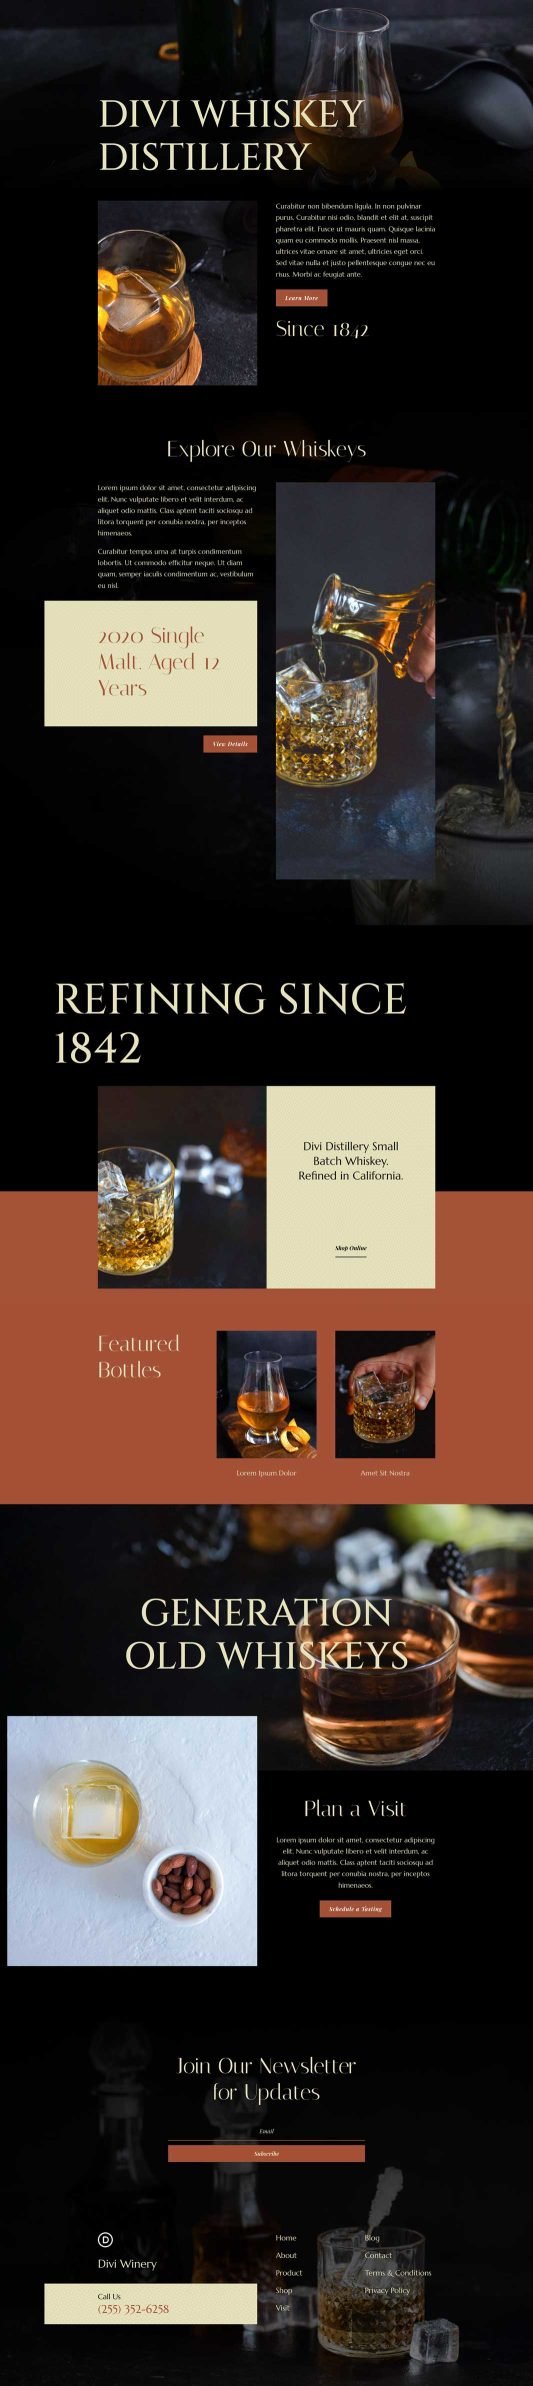 DIVI WHISKEY
DISTILLERY
Curabitur non bibendum ligula. In non pulvinar
purus. Curabitur nisi odio, blandit et elit at, suscipit
pharetra elit. Fusce ut mauris quam. Quisque lacinia
quam eu commodo mollis. Praesent nisl massa,
ultrices vitae ornare sit amet, ultricies eget orci.
Sed vitae nulla et justo pellentesque congue nec eu
risus. Morbi ac feugiat ante.
Learn More
Since 1842
Explore Our Whiskeys
Lorem ipsum dolor sit amet, consectetur adipiscing
elit. Nunc vulputate libero et velit interdum, ac
aliquet odio mattis. Class aptent taciti sociosqu ad
litora torquent per conubia nostra, per inceptos
himenaeos.
Curabitur tempus urna at turpis condimentum
lobortis. Ut commodo efficitur neque. Ut diam
quam, semper iaculis condimentum ac, vestibulum
eu nisl.
2020 Single
Malt. Aged 12
Years
View Details
REFINING SINCE
1842
Divi Distillery Small
Batch Whiskey.
Refined in California.
Shop Online
Featured
Bottles
Lorem Ipsum Dolor
Amet Sit Nostra
GENERATION
OLD WHISKEYS
Plan a Visit
Lorem ipsum dolor sit amet, consectetur adipiscing
elit. Nunc vulputate libero et velit interdum, ac
aliquet odio mattis. Class aptent taciti sociosqu ad
litora torquent per conubia nostra, per inceptos
himenaeos.
Schedule a Tasting
Join Our Newsletter
for Updates
Email
Subscribe
D
Divi Winery
Call Us
(255) 352-6258
Home
About
Product
Shop
Visit
Blog
Contact
Terms & Conditions
Privacy Policy